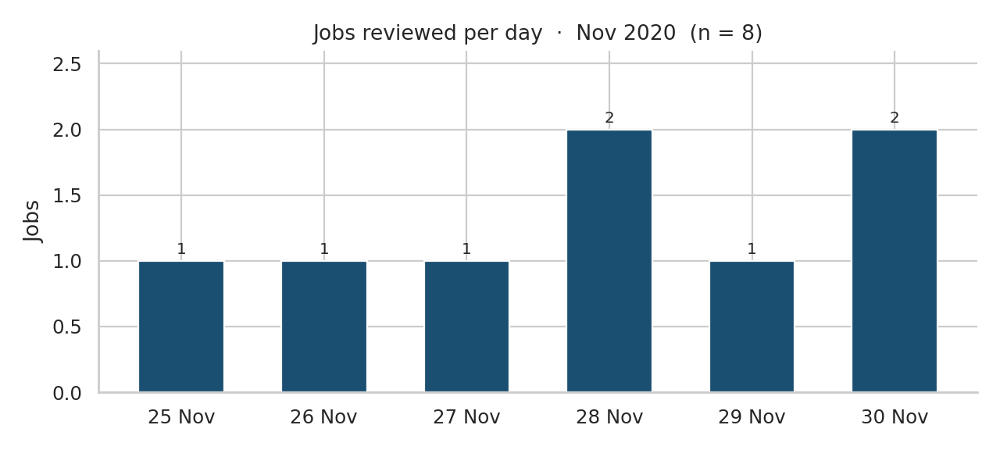 Jobs reviewed per day · Nov 2020 (n = 8)
Jobs
2.5
2.0
1.5
1.0
0.5
0.0
1
1
1
2
1
2
25 Nov
26 Nov
27 Nov
28 Nov
29 Nov
30 Nov